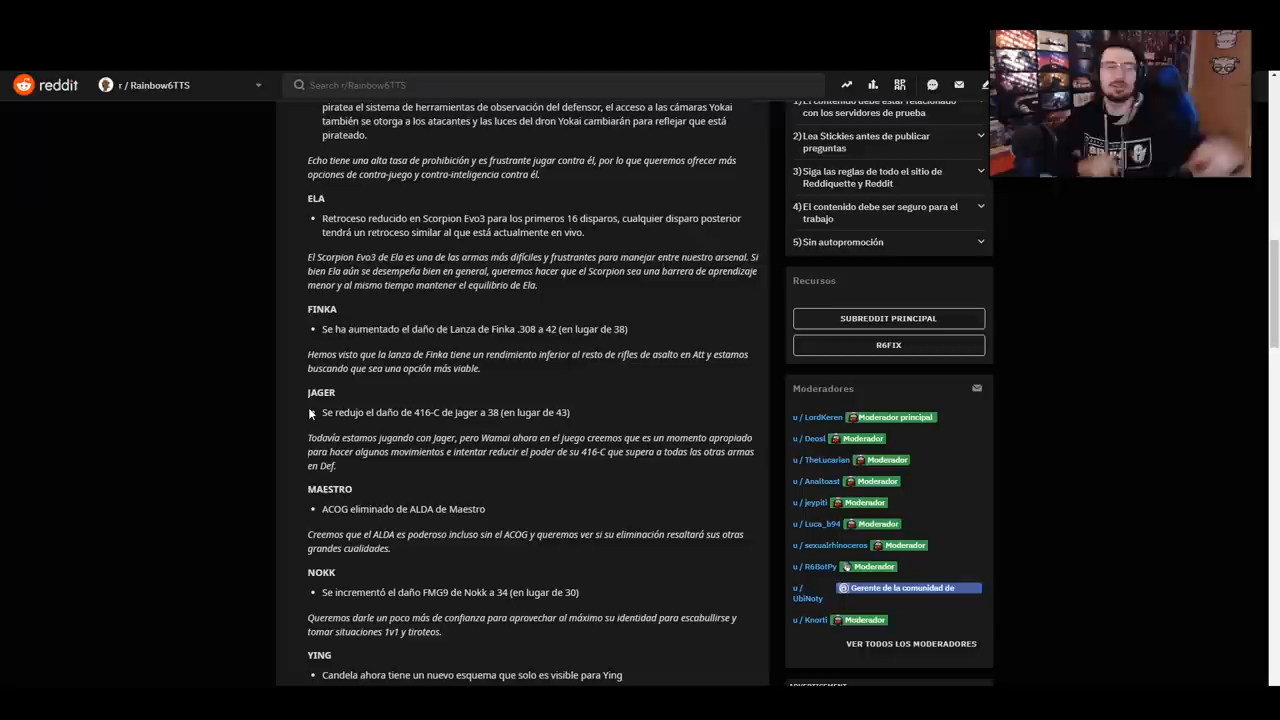 reddit
r / Rainbow6TTS
Search r/Rainbow6TTS
piratea el sistema de herramientas de observación del defensor, el acceso a las cámaras Yokai
también se otorga a los atacantes y las luces del dron Yokai cambiarán para reflejar que está
pirateado.
Echo tiene una alta tasa de prohibición y es frustrante jugar contra él, por lo que queremos ofrecer más
opciones de contra-juego y contra-inteligencia contra él.
ELA
Retroceso reducido en Scorpion Evo3 para los primeros 16 disparos, cualquier disparo posterior
tendrá un retroceso similar al que está actualmente en vivo.
El Scorpion Evo3 de Ela es una de las armas más difíciles y frustrantes para manejar entre nuestro arsenal. Si
bien Ela aún se desempeña bien en general, queremos hacer que el Scorpion sea una barrera de aprendizaje
menor y al mismo tiempo mantener el equilibrio de Ela.
FINKA
Se ha aumentado el daño de Lanza de Finka .308 a 42 (en lugar de 38)
Hemos visto que la lanza de Finka tiene un rendimiento inferior al resto de rifles de asalto en Att y estamos
buscando que sea una opción más viable.
JAGER
Se redujo el daño de 416-C de Jager a 38 (en lugar de 43)
Todavía estamos jugando con Jager, pero Wamai ahora en el juego creemos que es un momento apropiado
para hacer algunos movimientos e intentar reducir el poder de su 416-C que supera a todas las otras armas
en Def.
MAESTRO
ACOG eliminado de ALDA de Maestro
Creemos que el ALDA es poderoso incluso sin el ACOG y queremos ver si su eliminación resaltará sus otras
grandes cualidades.
NOKK
Se incrementó el daño FMG9 de Nokk a 34 (en lugar de 30)
Queremos darle un poco más de confianza para aprovechar al máximo su identidad para escabullirse y
tomar situaciones 1v1 y tiroteos.
YING
Candela ahora tiene un nuevo esquema que solo es visible para Ying
1) El contenido debe estar relacionado
con los servidores de prueba
2) Lea Stickies antes de publicar
preguntas
3) Siga las reglas de todo el sitio de
Reddiquette y Reddit
4) El contenido debe ser seguro para el
trabajo
5) Sin autopromoción
Recursos
SUBREDDIT PRINCIPAL
R6FIX
Moderadores
u / LordKeren Moderador principal
u / Deosl Moderador
u / TheLucarian Moderador
u / Analtoast Moderador
u / jeypiti Moderador
u / Luca_b94 Moderador
u / sexualrhinoceros Moderador
u / R6BotPy Moderador
u / Gerente de la comunidad de
UbiNoty
u / Knorti Moderador
VER TODOS LOS MODERADORES
ADVERTISEMENT